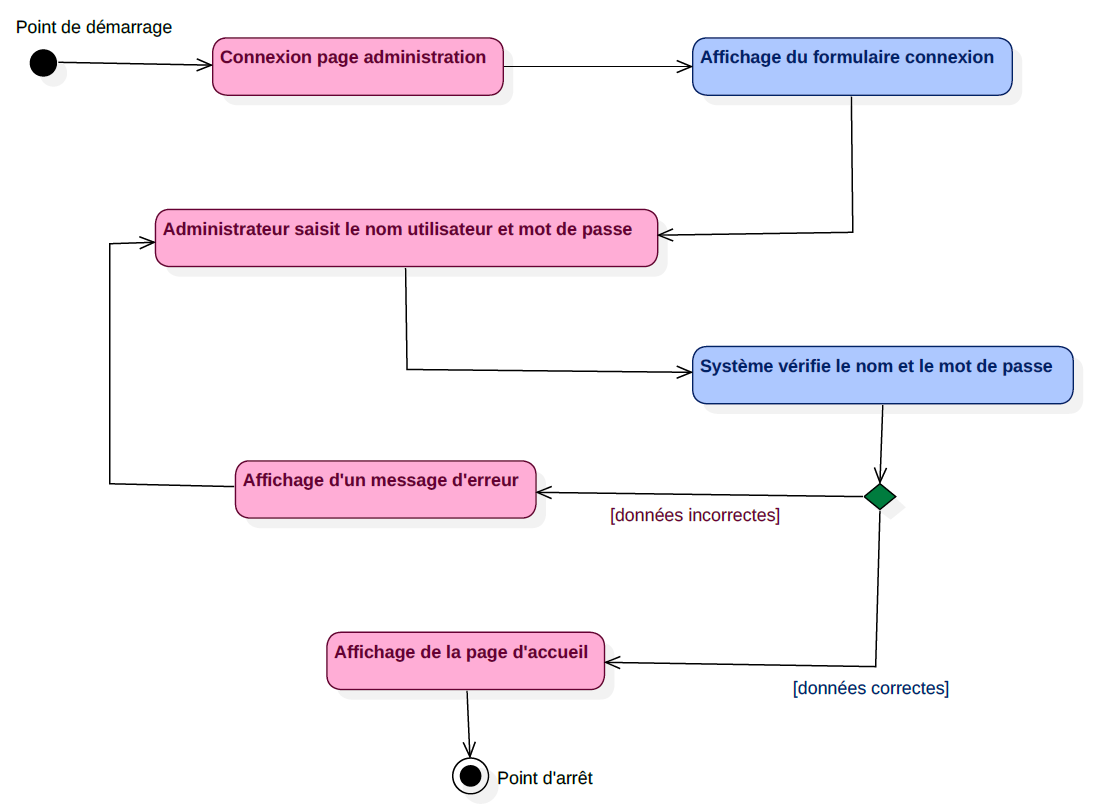 Point de démarrage
Connexion page administration
Affichage du formulaire connexion
Administrateur saisit le nom utilisateur et mot de passe
Système vérifie le nom et le mot de passe
Affichage d'un message d'erreur
[données incorrectes]
Affichage de la page d'accueil
[données correctes]
Point d'arrêt